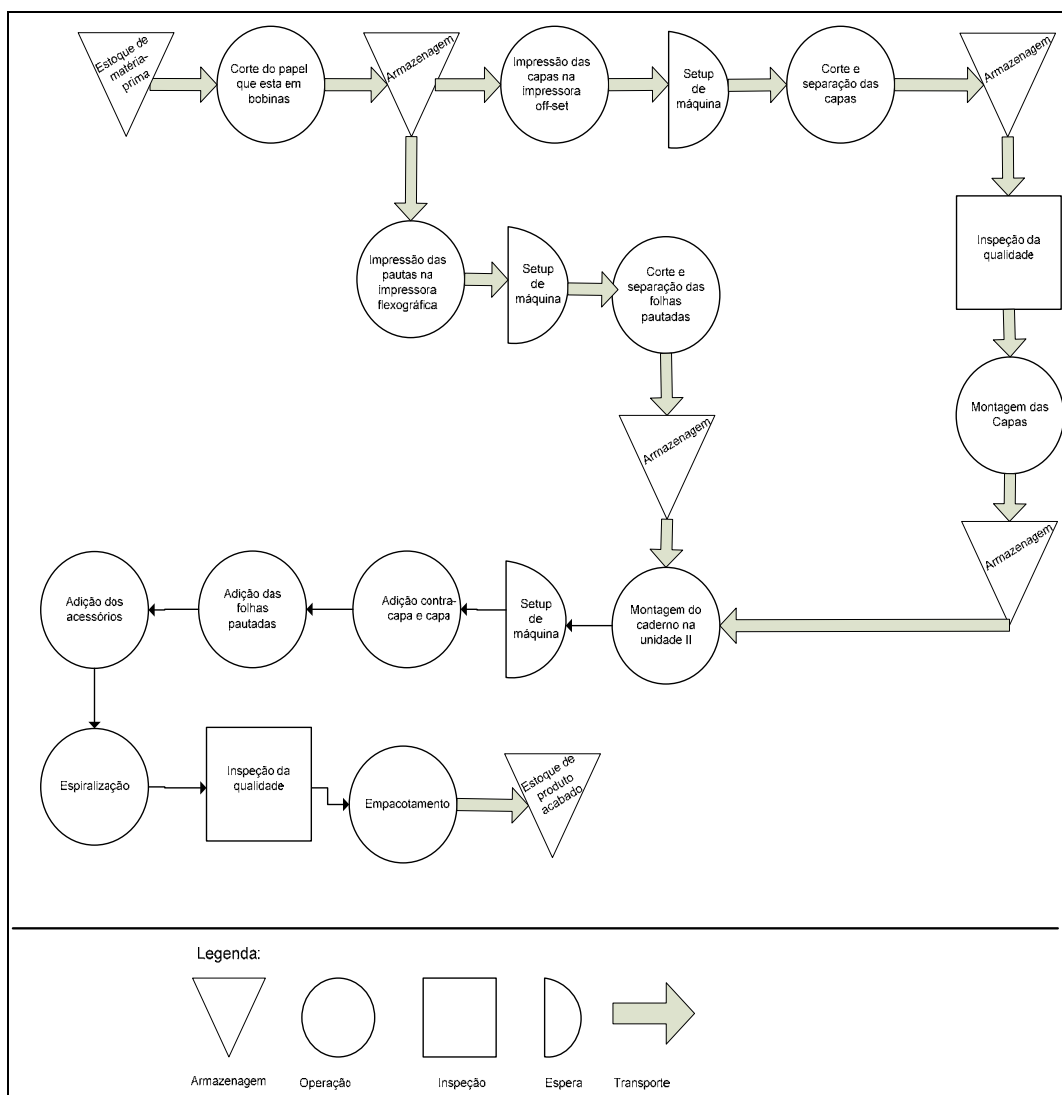 Estoque de
matéria-
prima
Corte do papel
que esta em
bobinas
Armazenagem
Impressão das
capas na
impressora
off-set
Setup
de
máquina
Corte e
separação das
capas
Armazenagem
Inspeção da
qualidade
Impressão das
pautas na
impressora
flexográfica
Setup
de
máquina
Corte e
separação das
folhas
pautadas
Montagem das
Capas
Armazenagem
Armazenagem
Adição dos
acessórios
Adição das
folhas
pautadas
Adição contra-
capa e capa
Setup
de
máquina
Montagem do
caderno na
unidade II
Espiralização
Inspeção da
qualidade
Empacotamento
Estoque de
produto
acabado
Legenda:
Armazenagem
Operação
Inspeção
Espera
Transporte